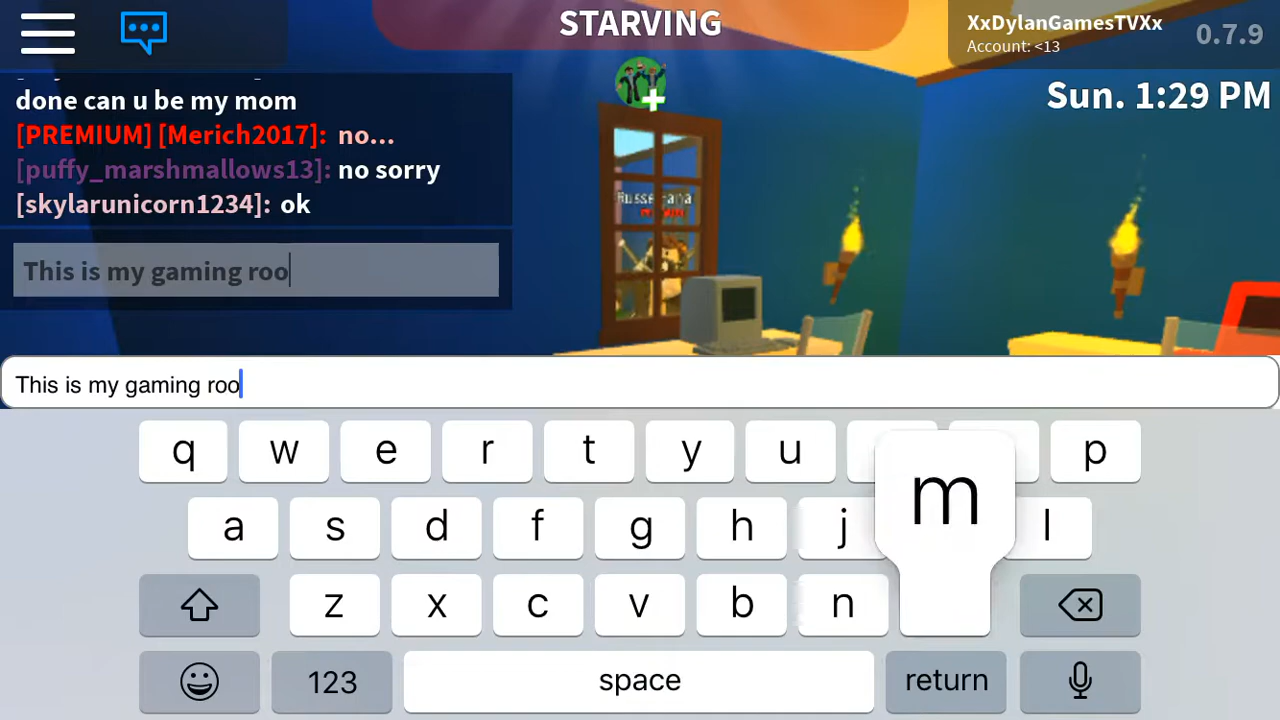 STARVING
XxDylanGamesTVXx
Account: <13
0.7.9
Sun. 1:29 PM
done can u be my mom
[PREMIUM] [Merich2017]: no...
[puffy_marshmallows13]: no sorry
[skylarunicorn1234]: ok
This is my gaming roo
This is my gaming roo
q w e r t y u p
a s d f g h j l
m
z x c v b n
123 space return